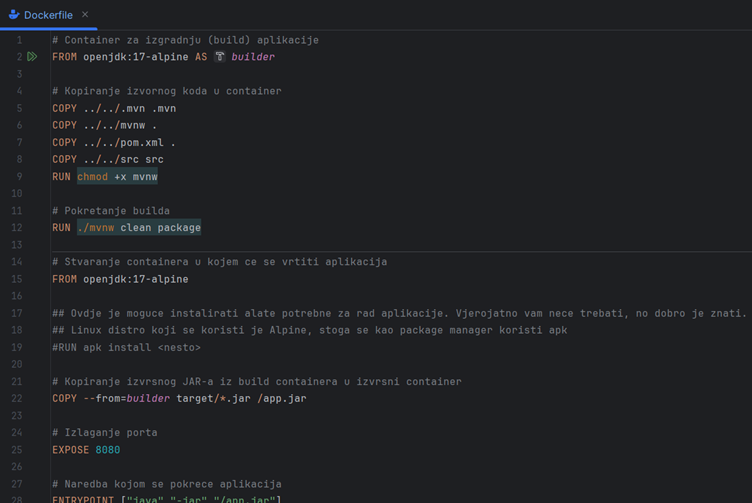 Dockerfile ×
1 # Container za izgradnju (build) aplikacije
2 FROM openjdk:17-alpine AS builder
3
4 # Kopiranje izvornog koda u container
5 COPY ../../.mvn .mvn
6 COPY ../../mvnw .
7 COPY ../../pom.xml .
8 COPY ../../src src
9 RUN chmod +x mvnw
10
11 # Pokretanje builda
12 RUN ./mvnw clean package
13
14 # Stvaranje containera u kojem ce se vrtiti aplikacija
15 FROM openjdk:17-alpine
16
17 ## Ovdje je moguce instalirati alate potrebne za rad aplikacije. Vjerojatno vam nece trebati, no dobro je znati.
18 ## Linux distro koji se koristi je Alpine, stoga se kao package manager koristi apk
19 #RUN apk install <nesto>
20
21 # Kopiranje izvrsnog JAR-a iz build containera u izvrsni container
22 COPY --from=builder target/*.jar /app.jar
23
24 # Izlaganje porta
25 EXPOSE 8080
26
27 # Naredba kojom se pokrece aplikacija
28 ENTRYPOINT ["java","-jar","/app.jar"]